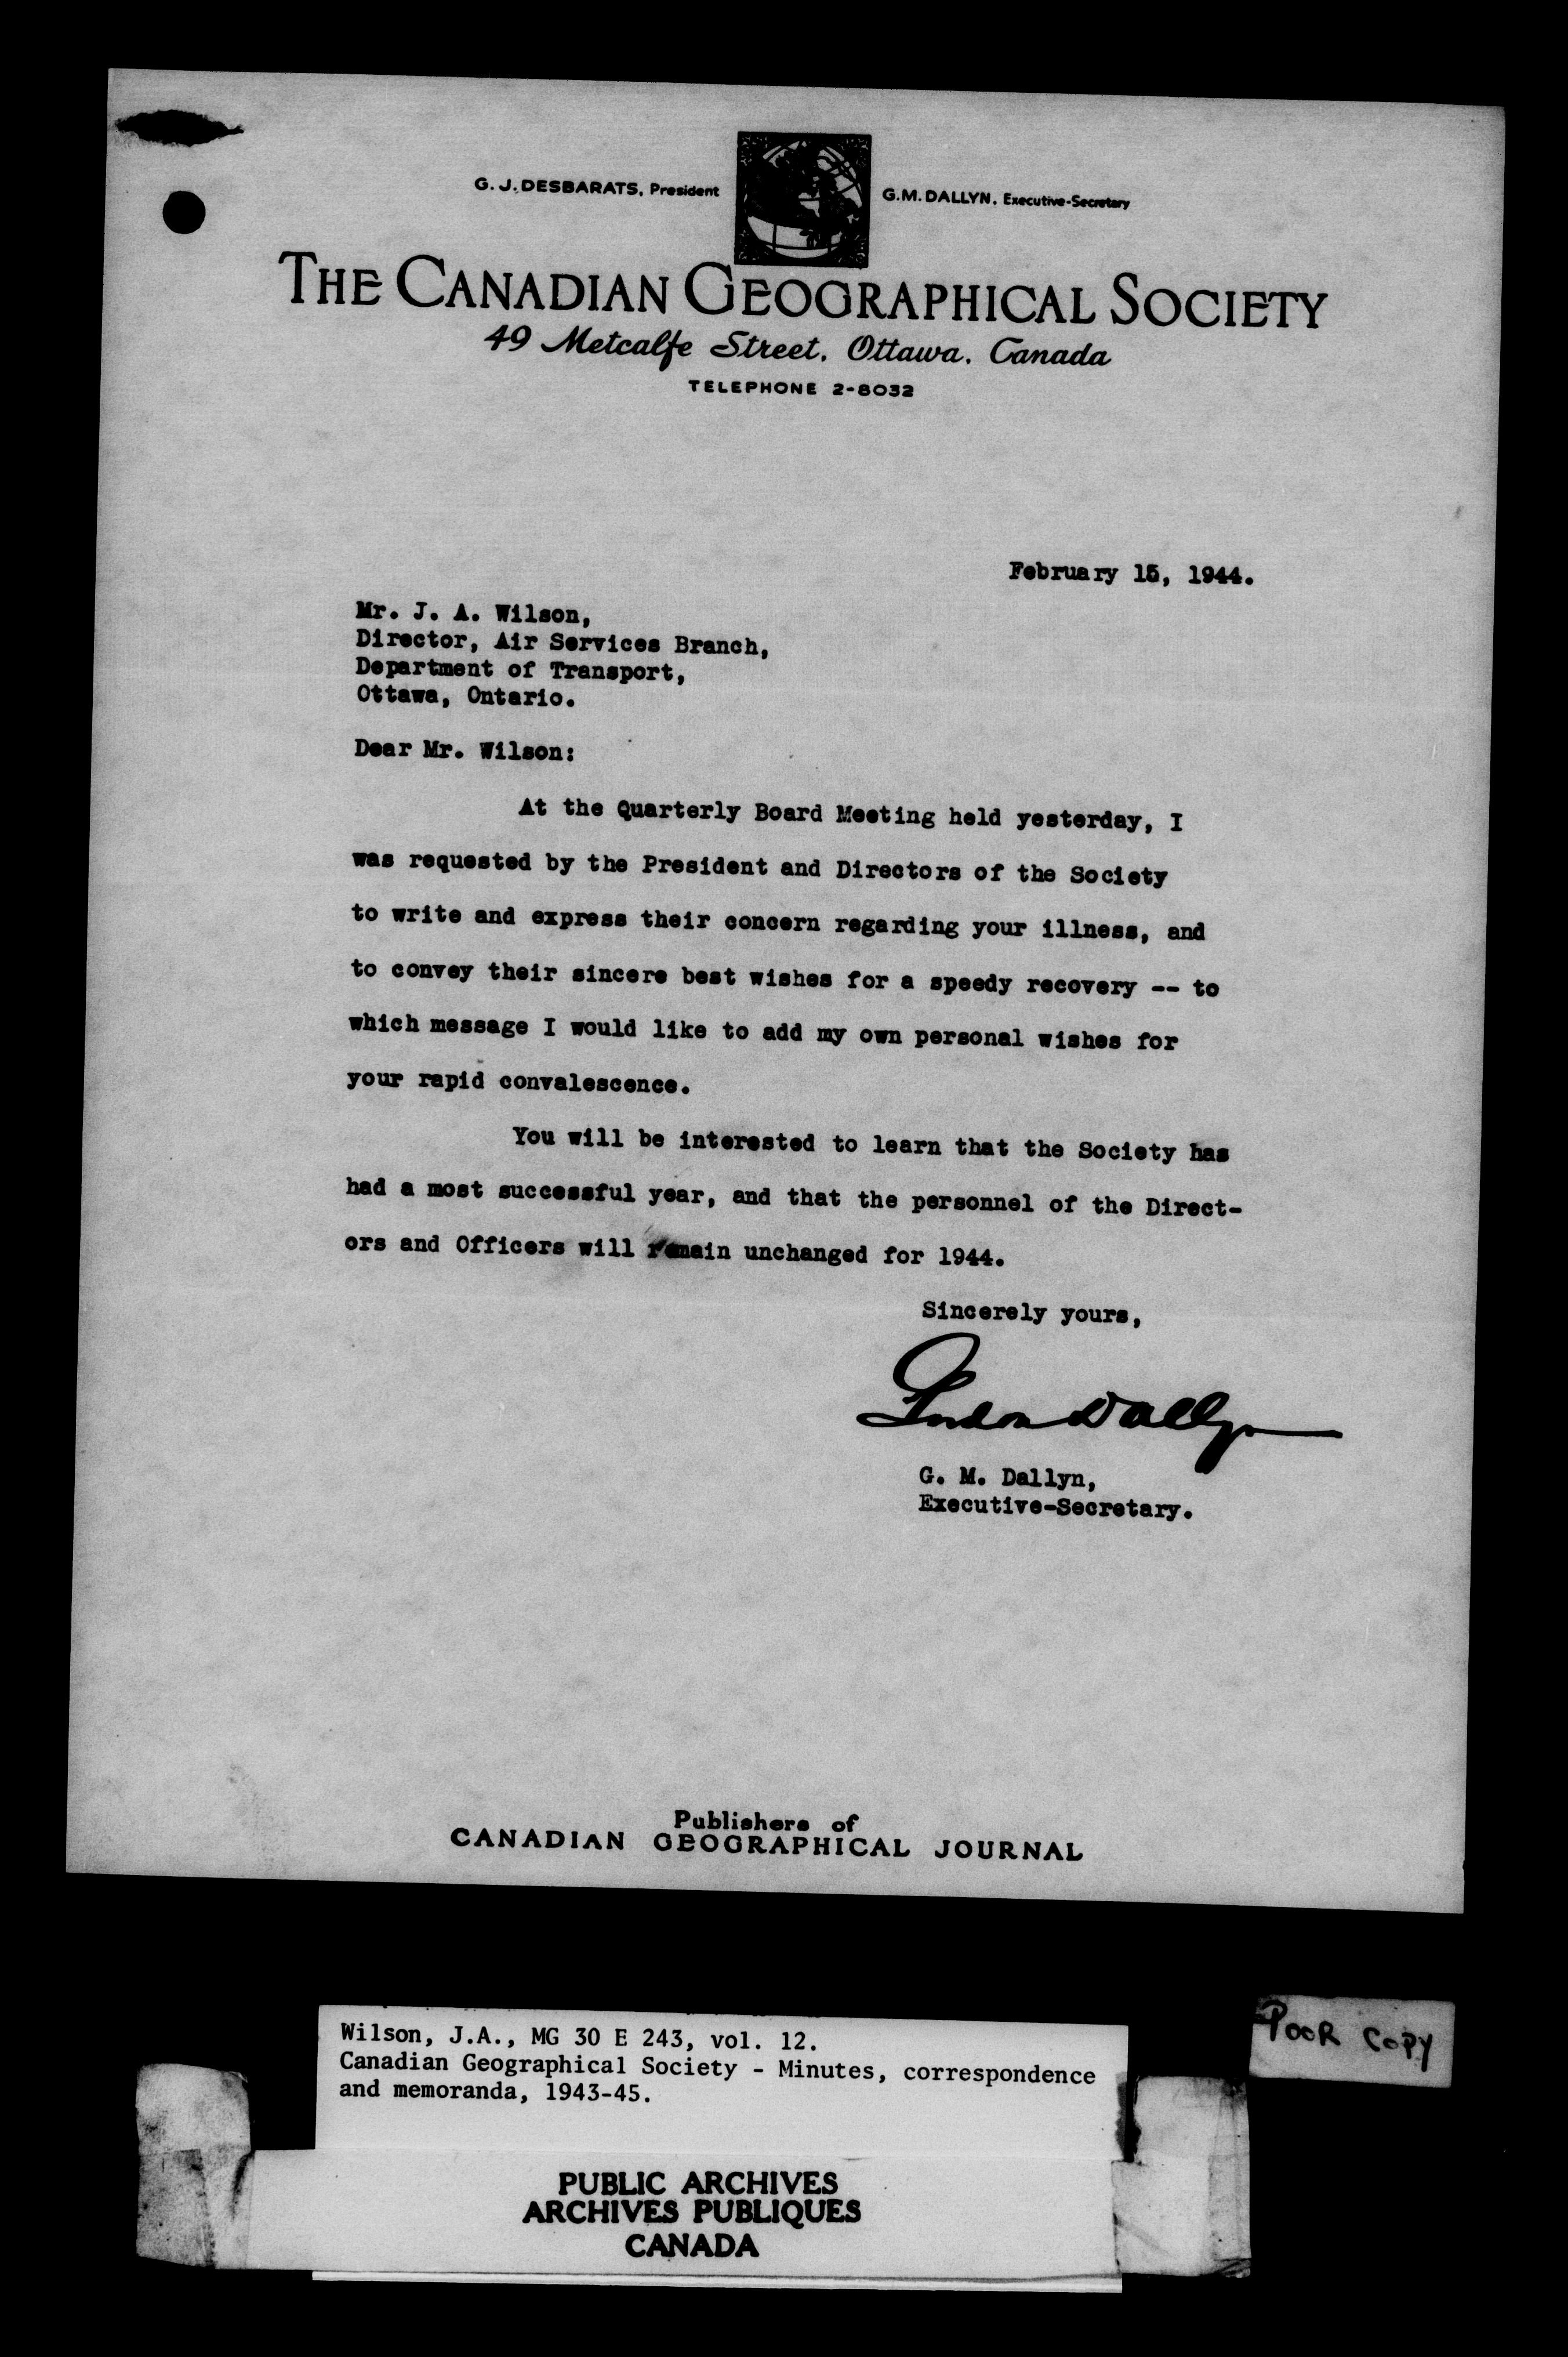 G. J. DESBARATS, President
G. M. DALLYN, Executive-Secretary
THE CANADIAN GEOGRAPHICAL SOCIETY
49 Metcalfe Street, Ottawa, Canada
TELEPHONE 2-8032
February 15, 1944.
Mr. J. A. Wilson,
Director, Air Services Branch,
Department of Transport,
Ottawa, Ontario.
Dear Mr. Wilson:
At the Quarterly Board Meeting held yesterday, I
was requested by the President and Directors of the Society
to write and express their concern regarding your illness, and
to convey their sincere best wishes for a speedy recovery -- to
which message I would like to add my own personal wishes for
your rapid convalescence.
You will be interested to learn that the Society has
had a most successful year, and that the personnel of the Direct-
ors and Officers will remain unchanged for 1944.
Sincerely yours,
Dallyn
G. M. Dallyn,
Executive-Secretary.
Publishers of
CANADIAN GEOGRAPHICAL JOURNAL
Wilson, J.A., MG 30 E 243, vol. 12.
Canadian Geographical Society - Minutes, correspondence
and memoranda, 1943-45.
POOR COPY
PUBLIC ARCHIVES
ARCHIVES PUBLIQUES
CANADA